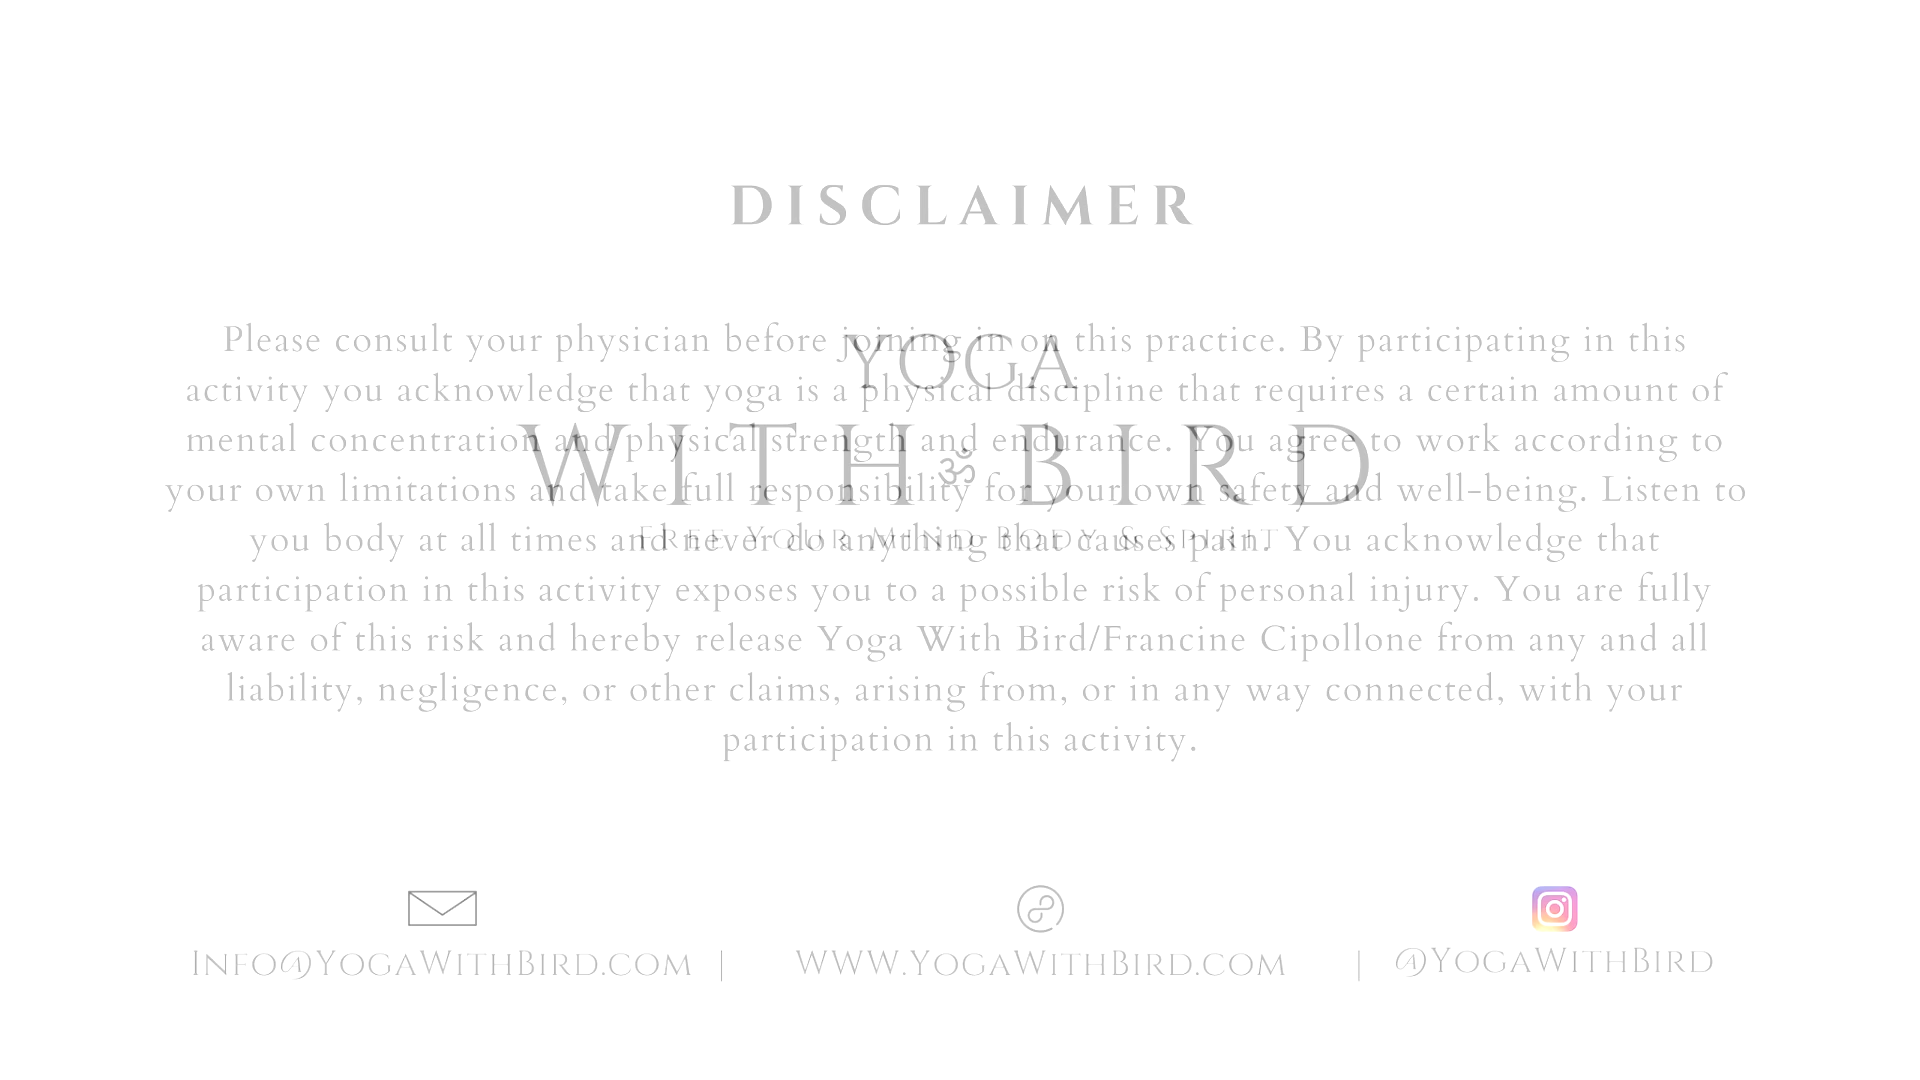 DISCLAIMER
Please consult your physician before joining in on this practice. By participating in this
activity you acknowledge that yoga is a physical discipline that requires a certain amount of
mental concentration and physical strength and endurance. You agree to work according to
your own limitations and take full responsibility for your own safety and well-being. Listen to
you body at all times and never do anything that causes pain. You acknowledge that
participation in this activity exposes you to a possible risk of personal injury. You are fully
aware of this risk and hereby release Yoga With Bird/Francine Cipollone from any and all
liability, negligence, or other claims, arising from, or in any way connected, with your
participation in this activity.
YOGA
WITH ॐ BIRD
Free Your Mind Body & Spirit
Info@YogaWithBird.com | www.YogaWithBird.com | @YogaWithBird